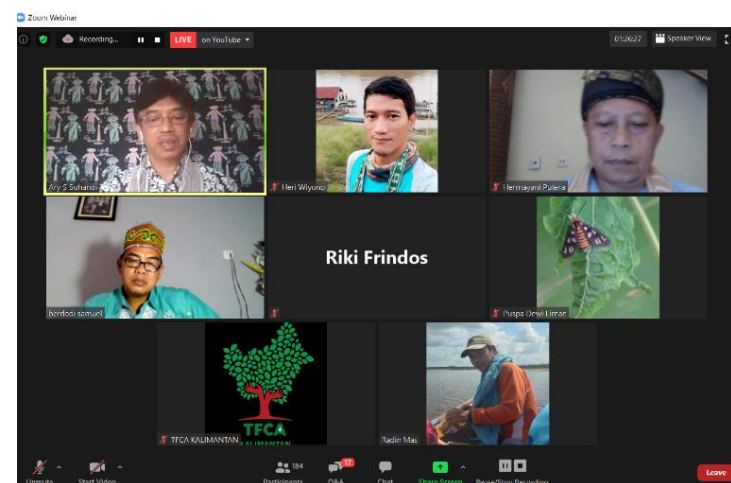 Zoom Webinar
Recording...
LIVE on YouTube
01:26:27
Speaker View
Ary S Suhandi
Heri Wiyono
Hermayani Putera
berdodi samuel
Riki Frindos
Puspa Dewi Liman
TFCA
KALIMANTAN
TFCA KALIMANTAN
Radin Mas
Unmute
Start Video
184
Participants
17
Q&A
Chat
Share Screen
Pause/Stop Recording
Leave